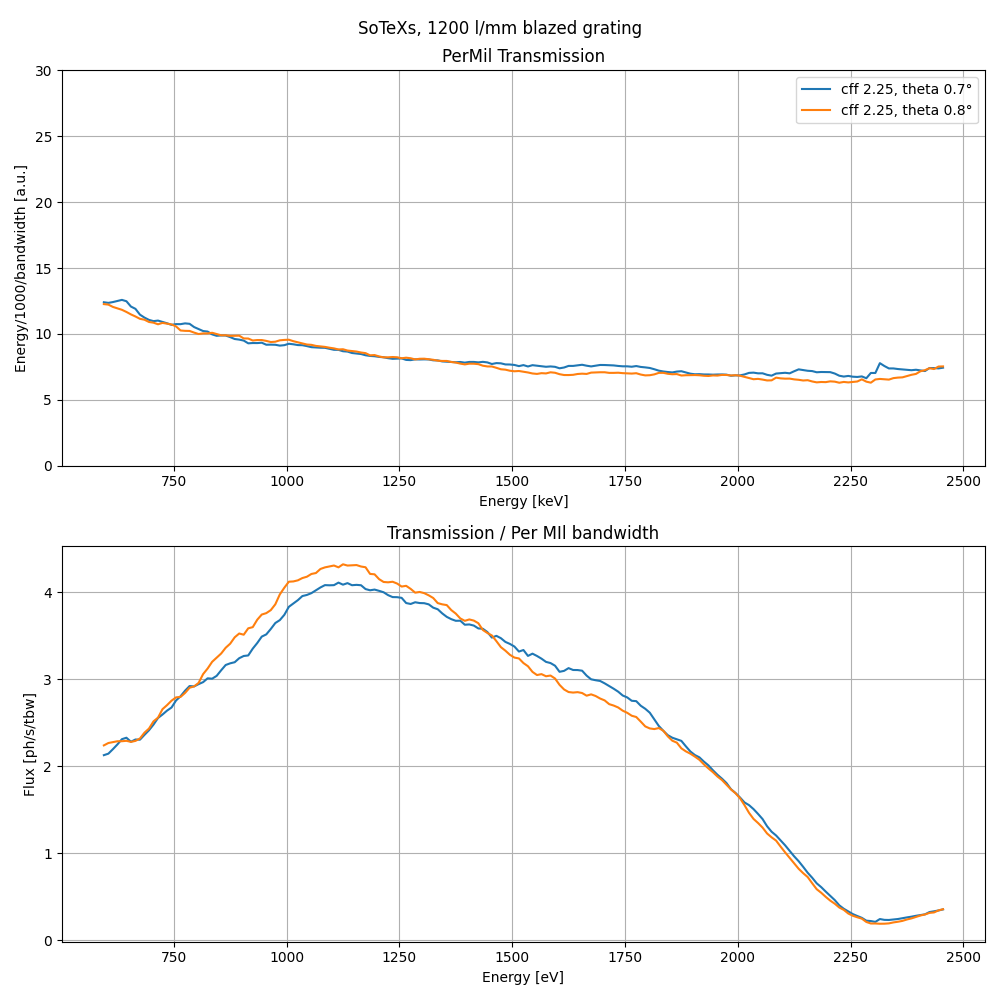 SoTeXs, 1200 l/mm blazed grating
PerMil Transmission
30
25
20
15
10
5
0
Energy/1000/bandwidth [a.u.]
cff 2.25, theta 0.7°
cff 2.25, theta 0.8°
750 1000 1250 1500 1750 2000 2250 2500
Energy [keV]
Transmission / Per MIl bandwidth
4
3
2
1
0
Flux [ph/s/tbw]
750 1000 1250 1500 1750 2000 2250 2500
Energy [eV]